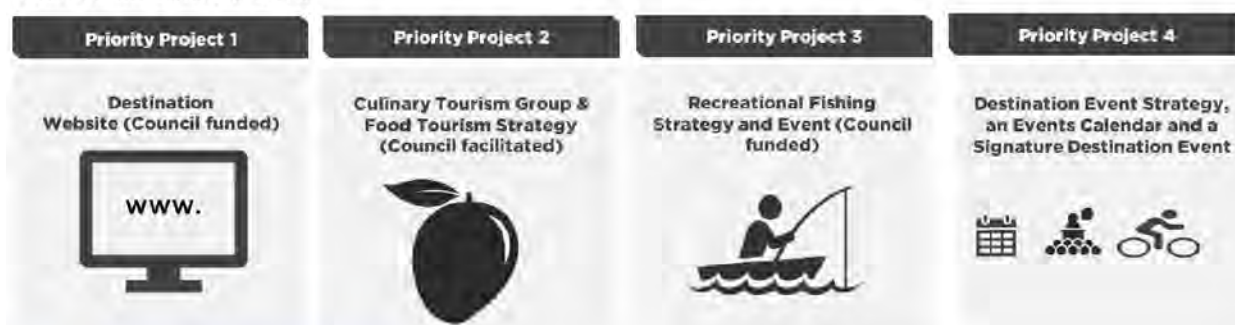 Priority Project 1
Destination
Website (Council funded)
www.
Priority Project 2
Culinary Tourism Group &
Food Tourism Strategy
(Council facilitated)
Priority Project 3
Recreational Fishing
Strategy and Event (Council
funded)
Priority Project 4
Destination Event Strategy,
an Events Calendar and a
Signature Destination Event